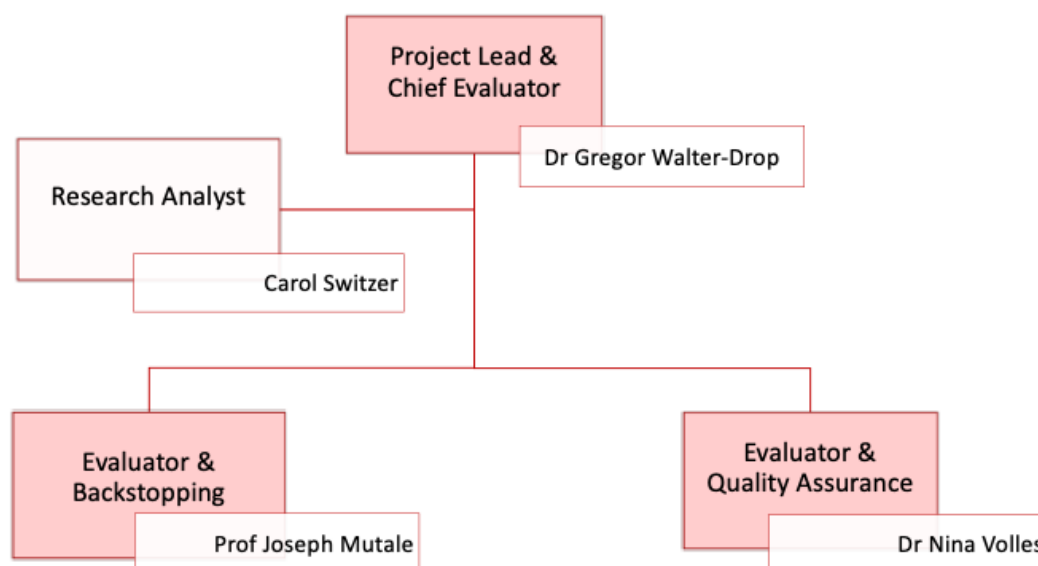 Project Lead &
Chief Evaluator
Dr Gregor Walter-Drop
Research Analyst
Carol Switzer
Evaluator &
Backstopping
Prof Joseph Mutale
Evaluator &
Quality Assurance
Dr Nina Volles